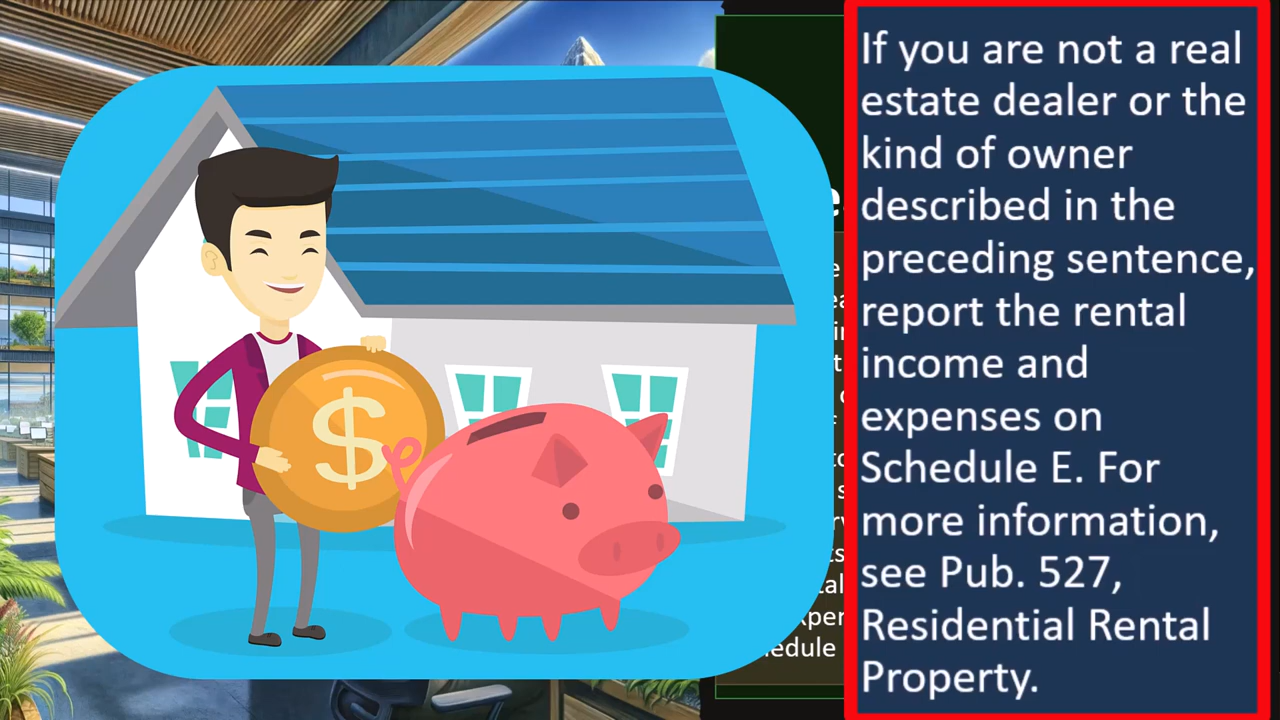 If you are not a real
estate dealer or the
kind of owner
described in the
preceding sentence,
report the rental
income and
expenses on
Schedule E. For
more information,
see Pub. 527,
Residential Rental
Property.
$